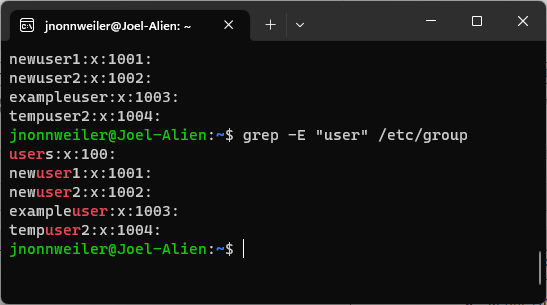 jnonnweiler@Joel-Alien: ~
newuser1:x:1001:
newuser2:x:1002:
exampleuser:x:1003:
tempuser2:x:1004:
jnonnweiler@Joel-Alien:~$ grep -E "user" /etc/group
users:x:100:
newuser1:x:1001:
newuser2:x:1002:
exampleuser:x:1003:
tempuser2:x:1004:
jnonnweiler@Joel-Alien:~$